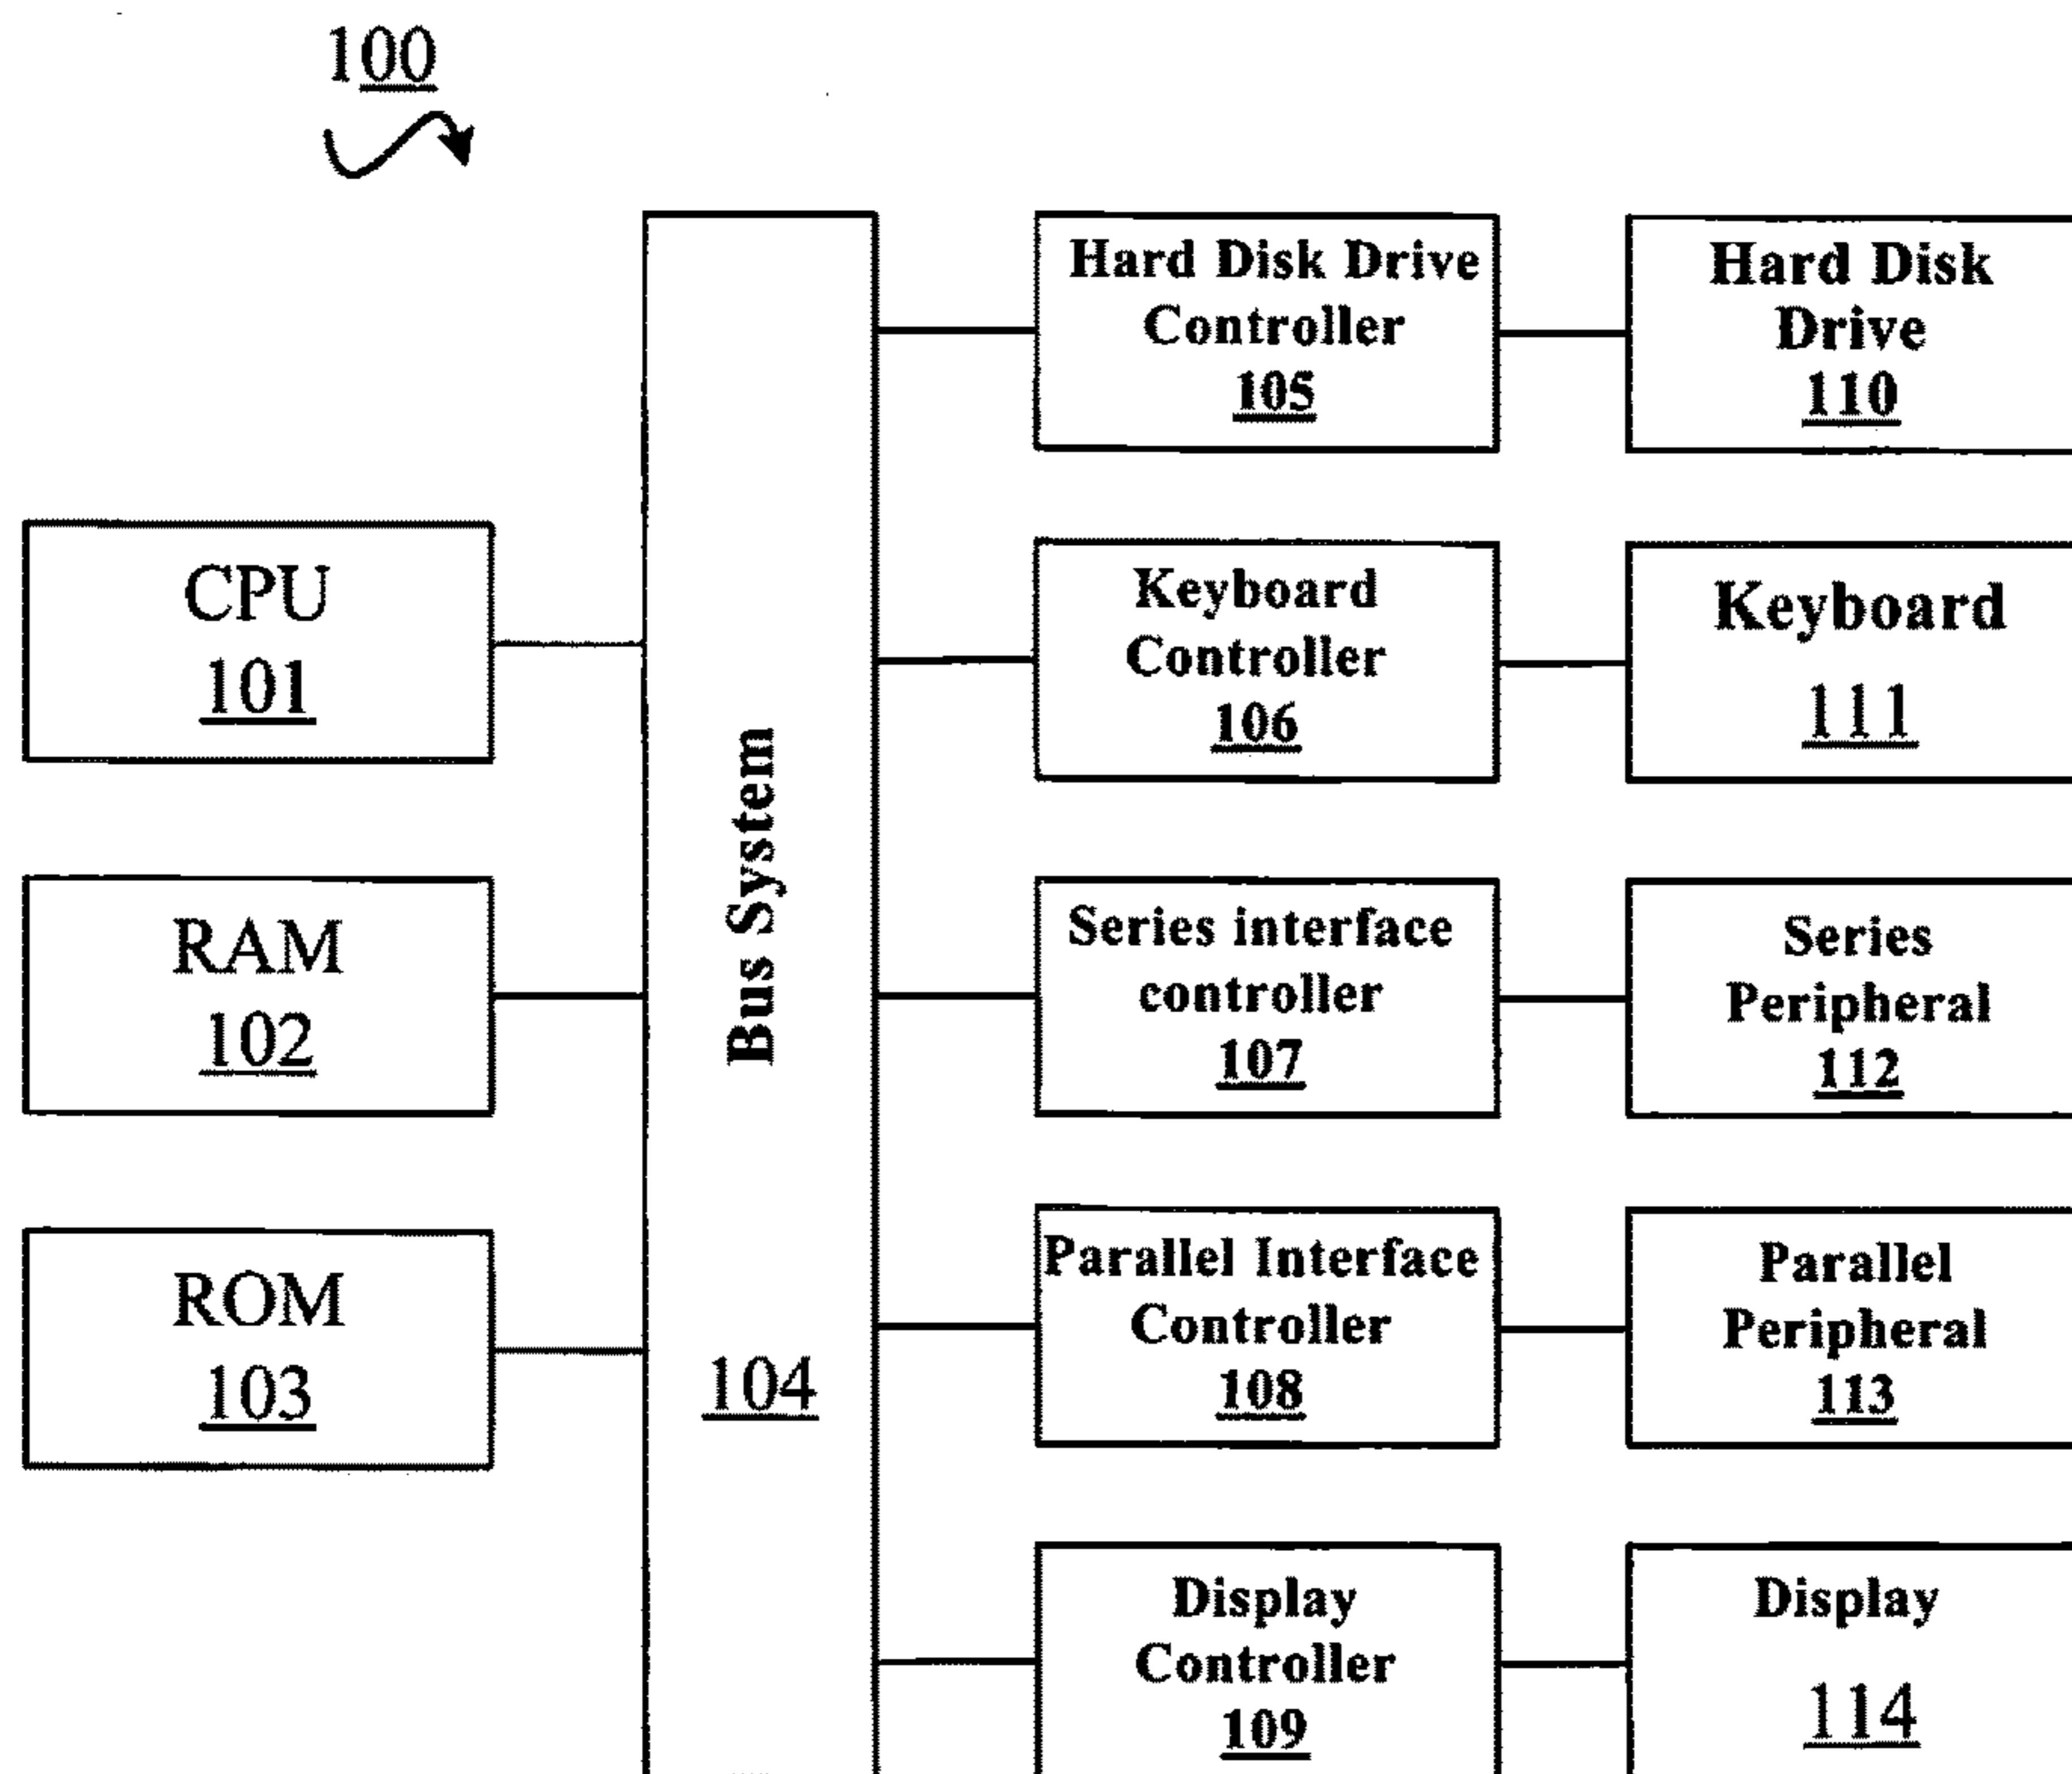 100
CPU
101
RAM
102
ROM
103
Bus System
104
Hard Disk Drive
Controller
105
Hard Disk
Drive
110
Keyboard
Controller
106
Keyboard
111
Series interface
controller
107
Series
Peripheral
112
Parallel Interface
Controller
108
Parallel
Peripheral
113
Display
Controller
109
Display
114